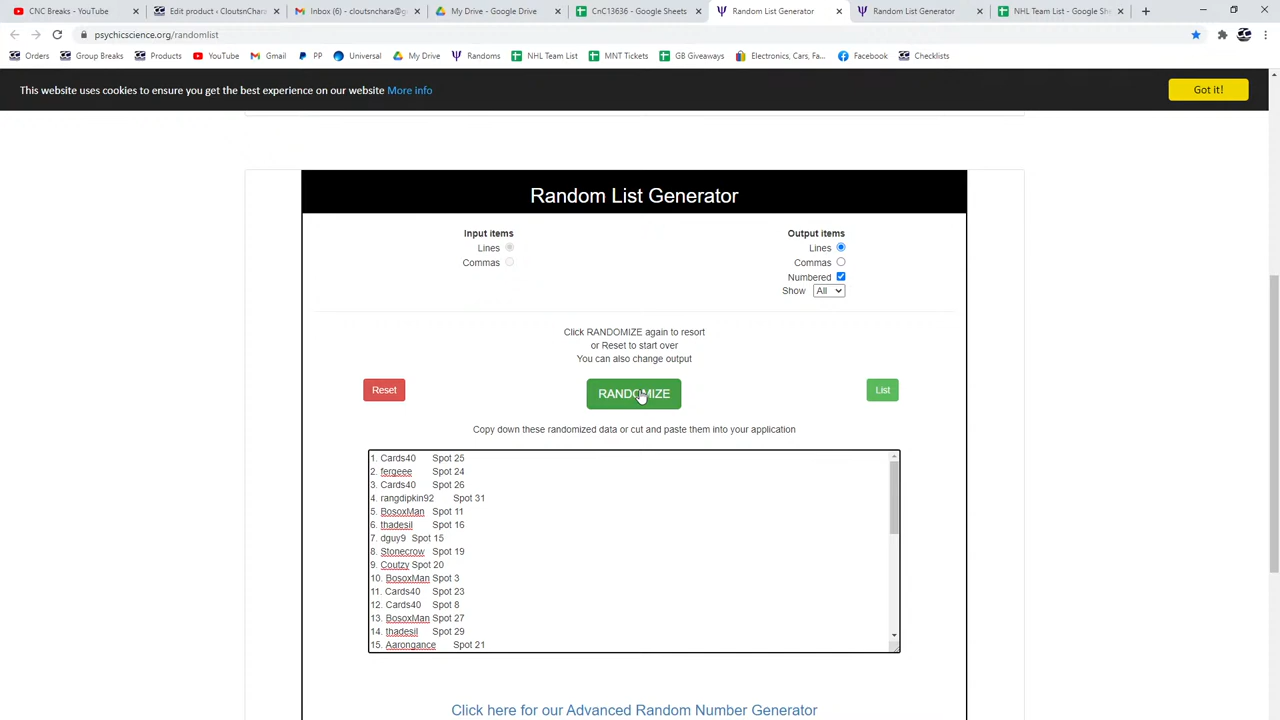 CNC Breaks - YouTube
Edit product « CloutsnChara
Inbox (6) - cloutsnchara@g
My Drive - Google Drive
CnC13636 - Google Sheets
Random List Generator
Random List Generator
NHL Team List - Google She
psychicscience.org/randomlist
Orders
Group Breaks
Products
YouTube
Gmail
PP
Universal
My Drive
Randoms
NHL Team List
MNT Tickets
GB Giveaways
Electronics, Cars, Fa...
Facebook
Checklists
This website uses cookies to ensure you get the best experience on our website More info
Got it!
Random List Generator
Input items
Lines
Commas
Output items
Lines
Commas
Numbered
Show All
Click RANDOMIZE again to resort
or Reset to start over
You can also change output
Reset
RANDOMIZE
List
Copy down these randomized data or cut and paste them into your application
1. Cards40 Spot 25
2. fergeee Spot 24
3. Cards40 Spot 26
4. rangdipkin92 Spot 31
5. BosoxMan Spot 11
6. thadesil Spot 16
7. dguy9 Spot 15
8. Stonecrow Spot 19
9. Coutzy Spot 20
10. BosoxMan Spot 3
11. Cards40 Spot 23
12. Cards40 Spot 8
13. BosoxMan Spot 27
14. thadesil Spot 29
15. Aarongance Spot 21
Click here for our Advanced Random Number Generator